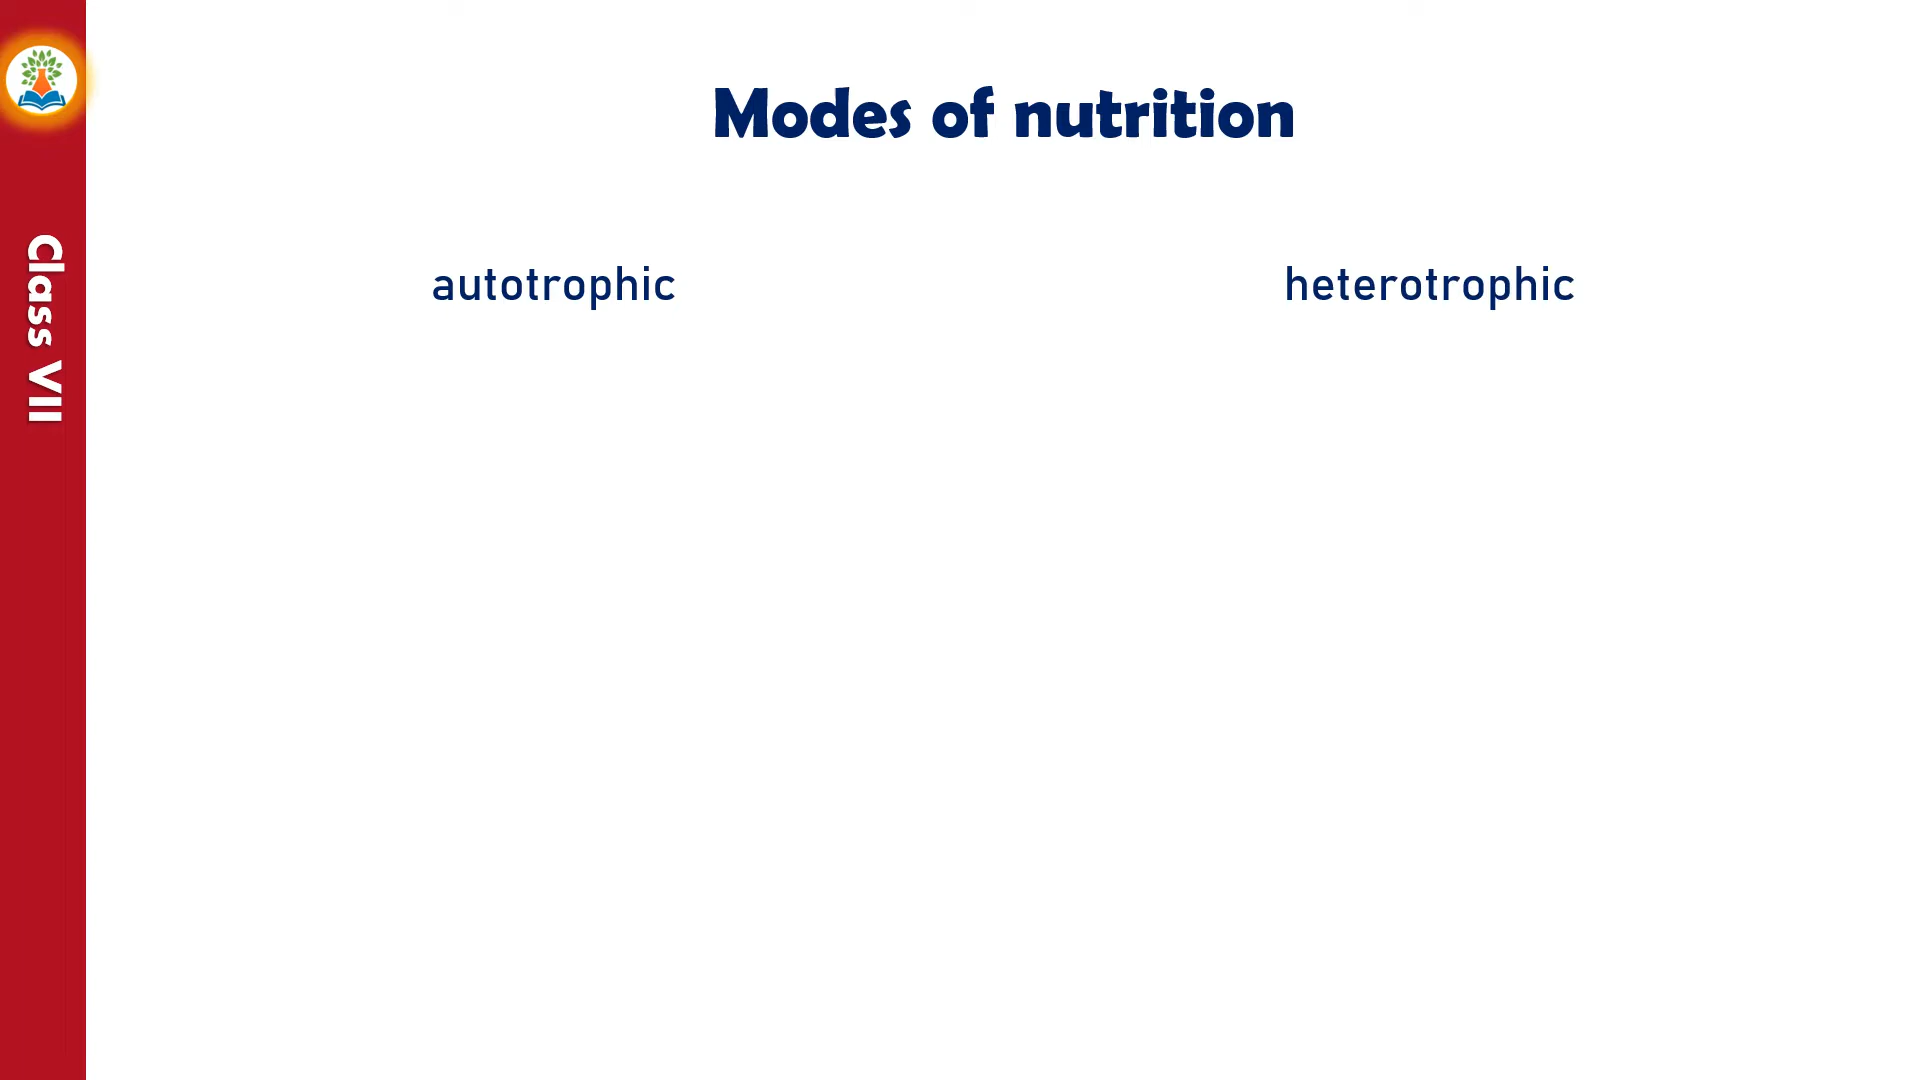 Modes of nutrition
autotrophic
heterotrophic
Class VII